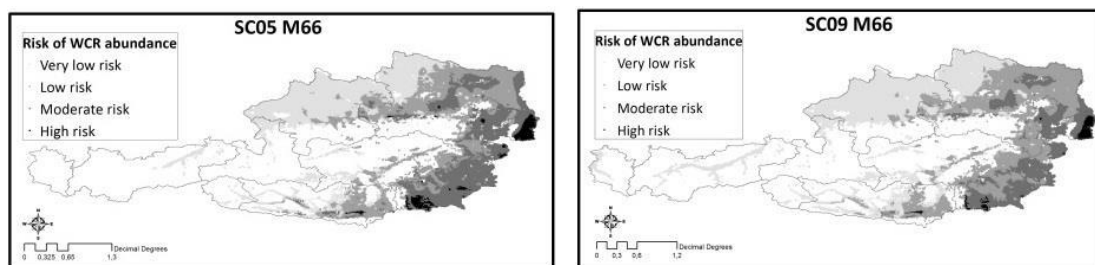 SC05 M66
Risk of WCR abundance
Very low risk
Low risk
Moderate risk
High risk
N
W E
S
Decimal Degrees
0 0,325 0,65 1,3
SC09 M66
Risk of WCR abundance
Very low risk
Low risk
Moderate risk
High risk
N
W E
S
Decimal Degrees
0 0,3 0,6 1,2